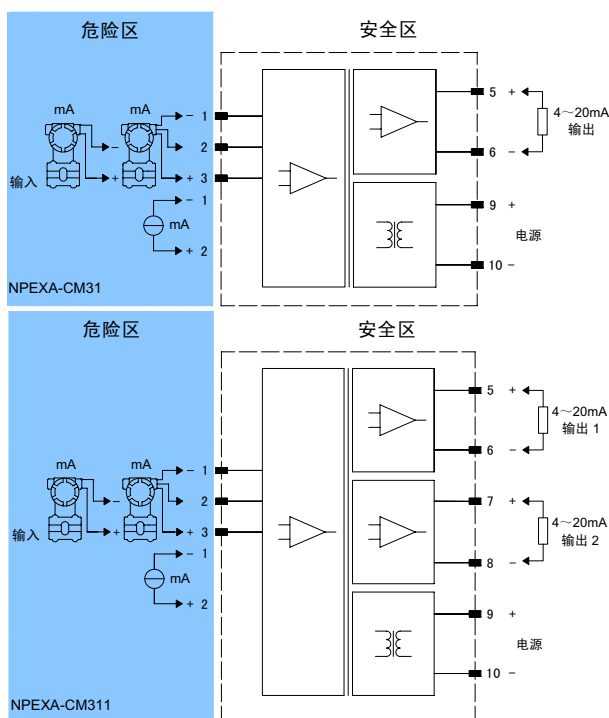 危险区
安全区
mA
mA
- 1
-
2
+
+ 3
输入
- 1
mA
+ 2
5 +
4～20mA
输出
6 -
9 +
电源
10 -
NPEXA-CM31
危险区
安全区
mA
mA
- 1
-
2
+
+ 3
输入
- 1
mA
+ 2
5 +
4～20mA
输出 1
6 -
7 +
4～20mA
输出 2
8 -
9 +
电源
10 -
NPEXA-CM311